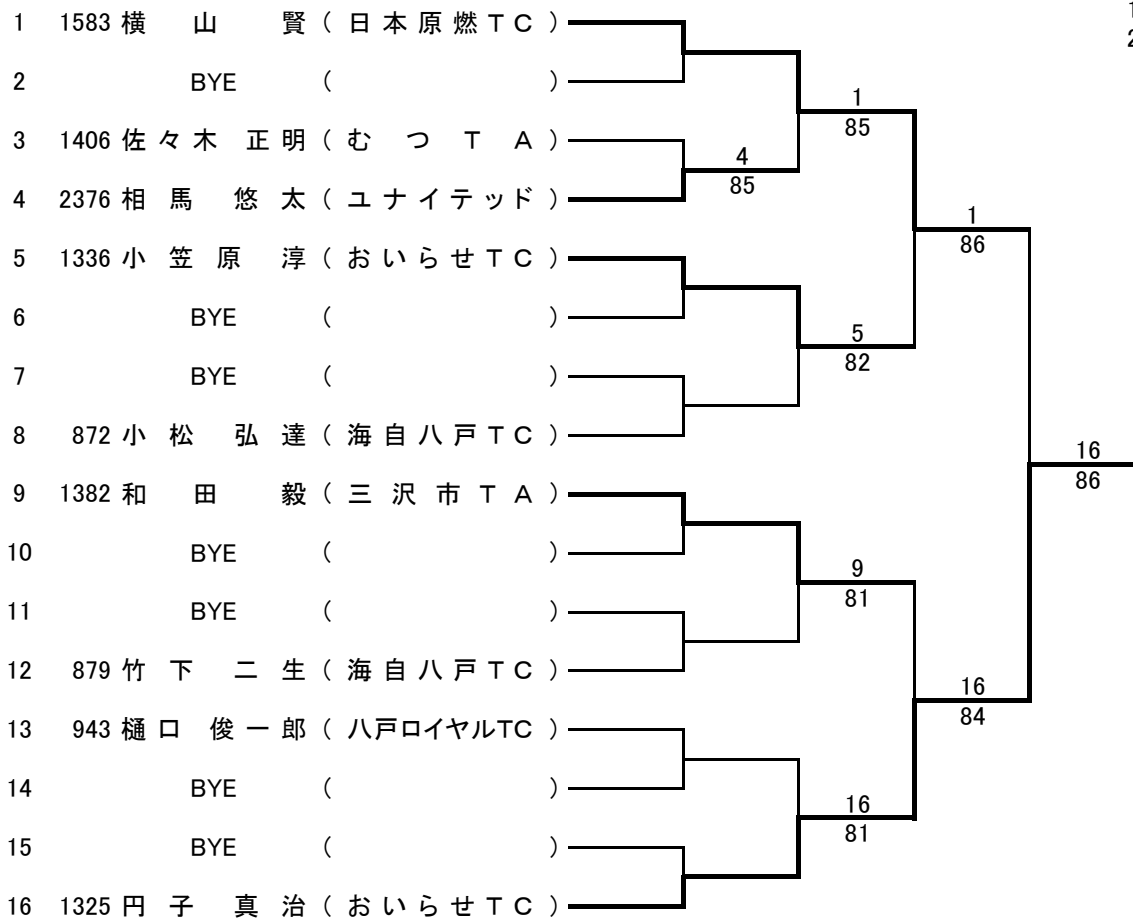 1 1583 横 山 賢 ( 日 本 原 燃 T C )
2 BYE ( )
3 1406 佐 々 木 正 明 ( む つ T A )
4 2376 相 馬 悠 太 ( ユ ナ イ テ ッ ド )
5 1336 小 笠 原 淳 ( お い ら せ T C )
6 BYE ( )
7 BYE ( )
8 872 小 松 弘 達 ( 海 自 八 戸 T C )
9 1382 和 田 毅 ( 三 沢 市 T A )
10 BYE ( )
11 BYE ( )
12 879 竹 下 二 生 ( 海 自 八 戸 T C )
13 943 樋 口 俊 一 郎 ( 八戸ロイヤルTC )
14 BYE ( )
15 BYE ( )
16 1325 円 子 真 治 ( お い ら せ T C )
4
85
1
85
5
82
9
81
16
81
1
86
16
84
16
86
1
2